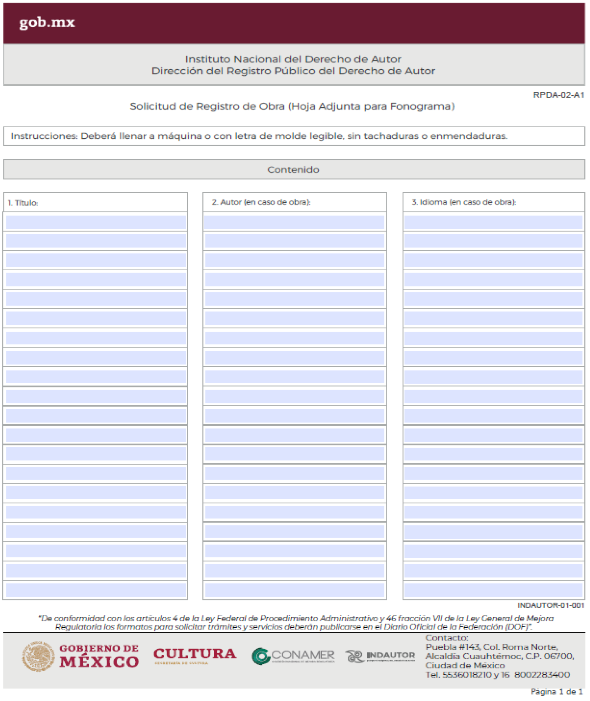 gob.mx
Instituto Nacional del Derecho de Autor
Dirección del Registro Público del Derecho de Autor
RPDA-02-A1
Solicitud de Registro de Obra (Hoja Adjunta para Fonograma)
Instrucciones: Deberá llenar a máquina o con letra de molde legible, sin tachaduras o enmendaduras.
Contenido
1. Título:
2. Autor (en caso de obra):
3. Idioma (en caso de obra):
INDAUTOR-01-001
"De conformidad con los artículos 4 de la Ley Federal de Procedimiento Administrativo y 46 fracción VII de la Ley General de Mejora
Regulatoria los formatos para solicitar trámites y servicios deberán publicarse en el Diario Oficial de la Federación (DOF)".
GOBIERNO DE
MÉXICO
CULTURA
SECRETARÍA DE CULTURA
CONAMER
INDAUTOR
Contacto:
Puebla #143, Col. Roma Norte,
Alcaldía Cuauhtémoc, C.P. 06700,
Ciudad de México
Tel. 5536018210 y 16 8002283400
Página 1 de 1